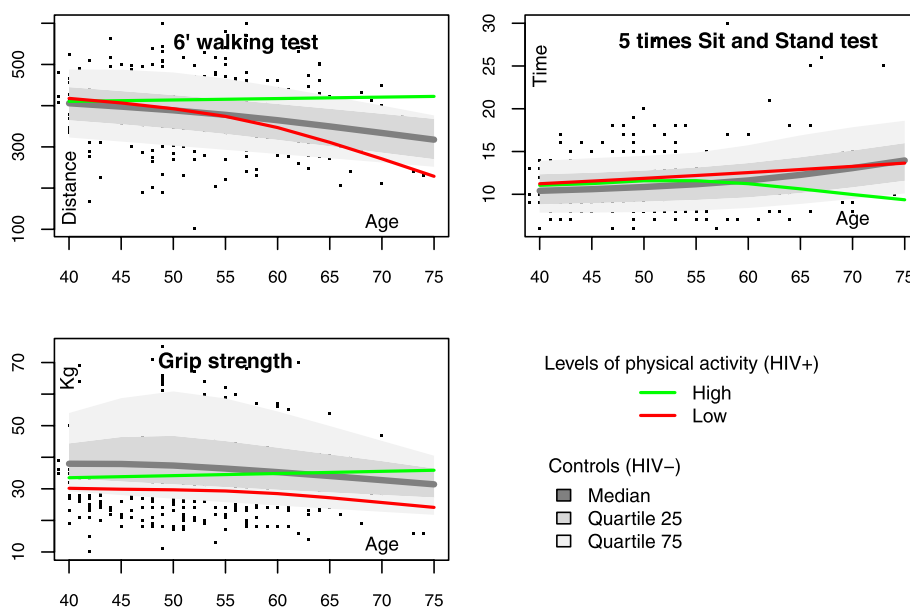 6' walking test
500
300
100
Distance
Age
40 45 50 55 60 65 70 75
5 times Sit and Stand test
30
25
20
15
10
Time
Age
40 45 50 55 60 65 70 75
Grip strength
70
50
30
10
Kg
Age
40 45 50 55 60 65 70 75
Levels of physical activity (HIV+)
High
Low
Controls (HIV−)
Median
Quartile 25
Quartile 75